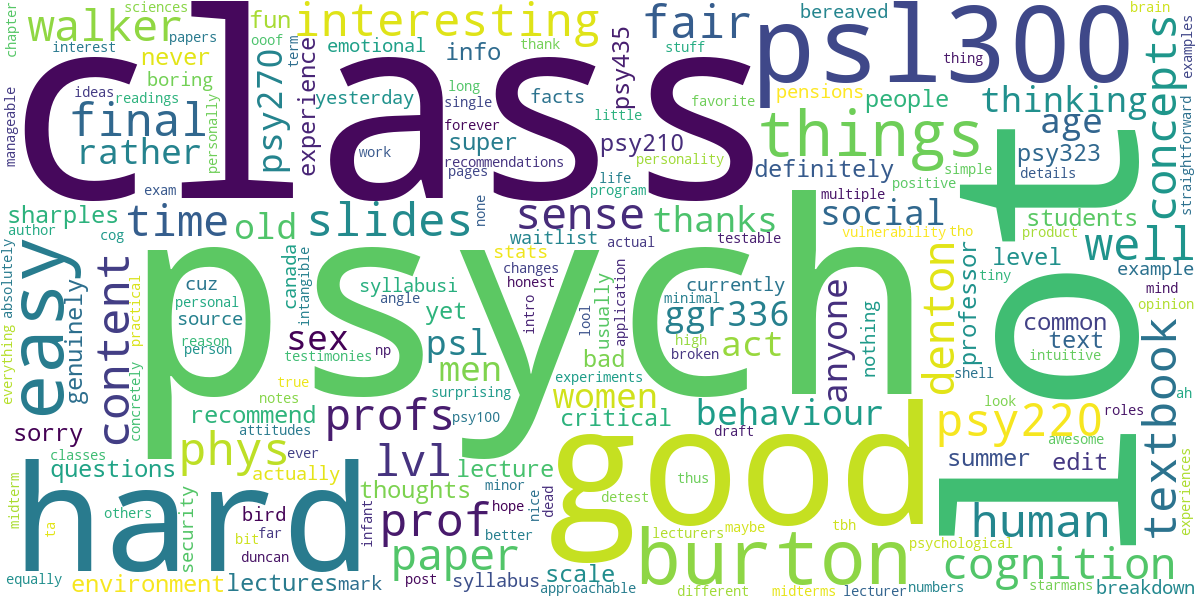 class
psych
psl300
lot
hard
good
burton
easy
things
walker
interesting
fair
final
rather
time
old
slides
sense
thanks
social
well
concepts
thinking
age
content
profs
prof
phys
lvl
paper
human
cognition
psy220
textbook
denton
anyone
behaviour
women
men
act
ggr336
psl
sex
psy270
experience
info
super
psy435
psy210
psy323
definitely
people
pensions
bereaved
fun
never
boring
emotional
yesterday
facts
sciences
papers
interest
ideas
readings
personally
ooof
term
thank
stuff
long
single
little
favorite
forever
work
recommendations
personality
pages
life
program
exam
chapter
manageable
thing
brain
examples
straightforward
simple
details
positive
multiple
vulnerability
tho
students
product
level
tiny
example
mind
opinion
common
text
intuitive
ah
shell
professor
nothing
look
roles
awesome
summer
edit
psychological
experiences
numbers
starmans
breakdown
lecturer
midterms
different
approachable
scale
lecturers
maybe
tbh
thus
detest
draft
critical
bad
usually
application
experiments
surprising
intro
lool
broken
high
minimal
currently
angle
honest
changes
stats
waitlist
actual
testable
none
yet
syllabusi
canada
intangible
cuz
source
personal
reason
person
testimonies
np
true
notes
recommend
attitudes
ever
psy100
lecture
thoughts
minor
hope
nice
dead
better
post
syllabus
mark
lectures
infant
duncan
far
bit
bird
security
actually
questions
classes
others
environment
equally
ta
midterm
sorry
genuinely
concretely
practical
everything
absolutely
author
cog
sharples